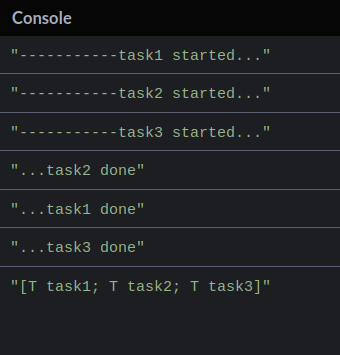 Console
"-----------task1 started..."
"-----------task2 started..."
"-----------task3 started..."
"...task2 done"
"...task1 done"
"...task3 done"
"[T task1; T task2; T task3]"